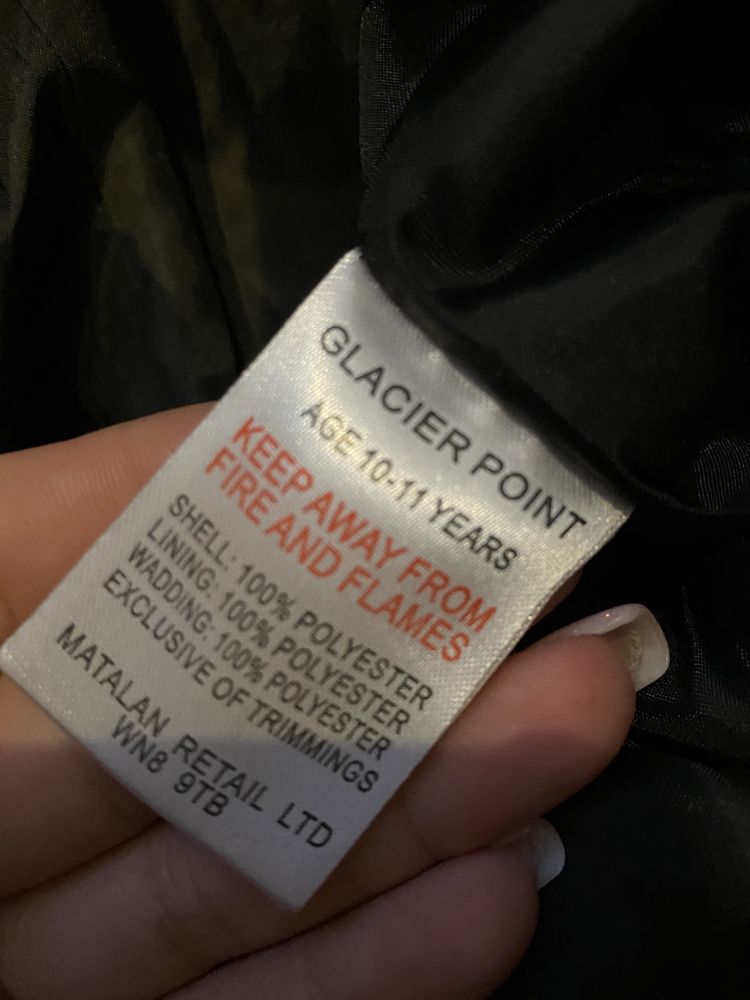 GLACIER POINT
AGE 10-11 YEARS
KEEP AWAY FROM
FIRE AND FLAMES
SHELL: 100% POLYESTER
LINING: 100% POLYESTER
WADDING: 100% POLYESTER
EXCLUSIVE OF TRIMMINGS
MATALAN RETAIL LTD
WN8 9TB